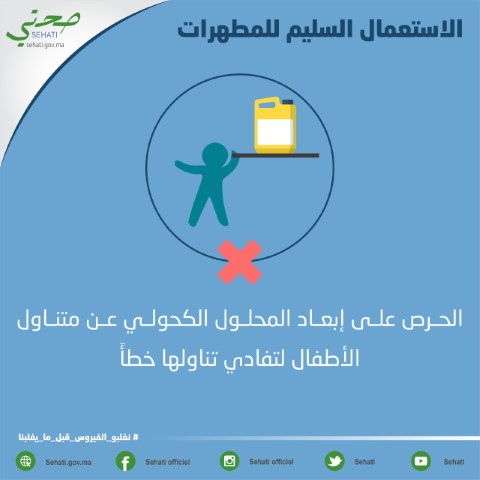 صحتي
SEHATI
sehati.gov.ma
الاستعمال السليم للمطهرات
الحرص على إبعاد المحلول الكحولي عن متناول
الأطفال لتفادي تناولها خطأً
# نغلبو_الفيروس_قبل_ما_يغلبنا
Sehati.gov.ma
Sehati officiel
Sehati officiel
Sehati
Sehati